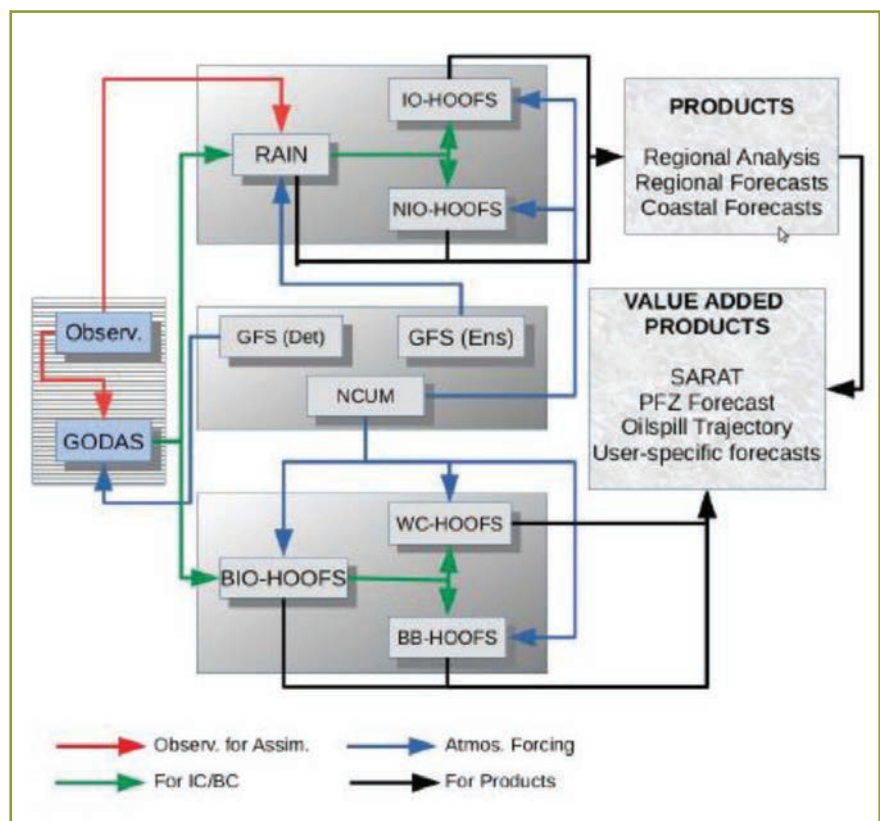 IO-HOOFS
RAIN
NIO-HOOFS
PRODUCTS
Regional Analysis
Regional Forecasts
Coastal Forecasts
Observ.
GODAS
GFS (Det)
GFS (Ens)
NCUM
VALUE ADDED
PRODUCTS
SARAT
PFZ Forecast
Oilspill Trajectory
User-specific forecasts
WC-HOOFS
BIO-HOOFS
BB-HOOFS
Observ. for Assim.
Atmos. Forcing
For IC/BC
For Products